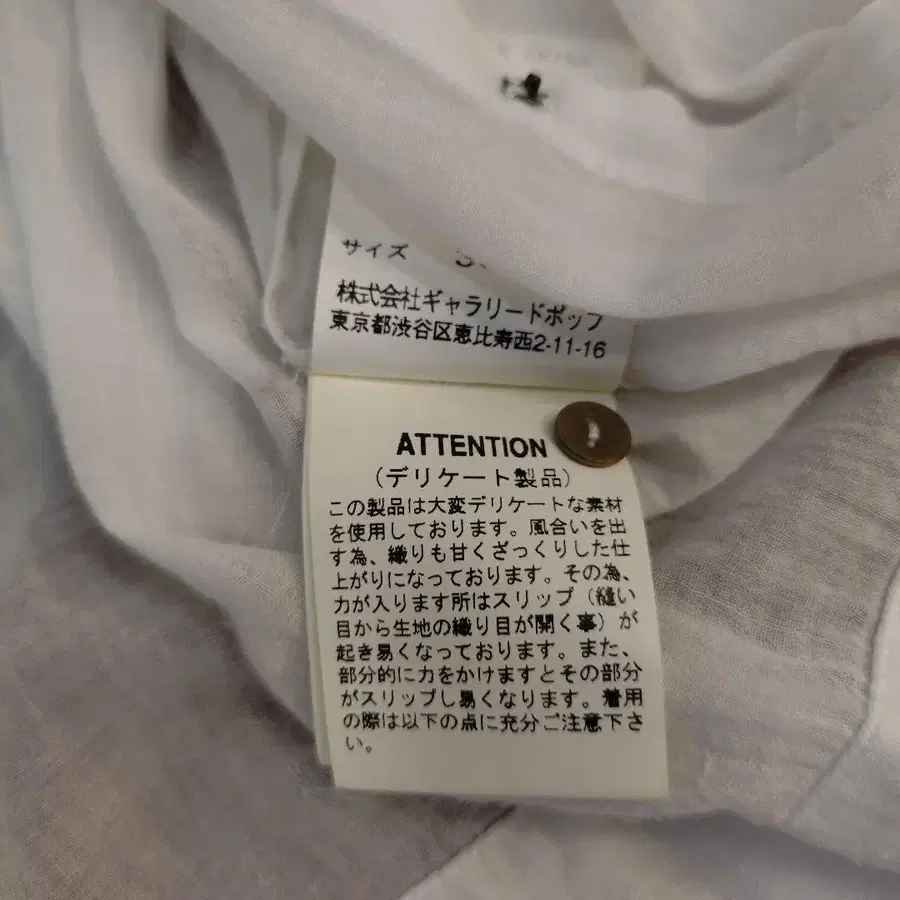 サイズ
株式会社ギャラリードポップ
東京都渋谷区恵比寿西2-11-16
ATTENTION
(デリケート製品)
この製品は大変デリケートな素材
を使用しております。風合いを出
す為、織りも甘くざっくりした仕
上がりになっております。その為、
力が入ります所はスリップ(縫い
目から生地の織り目が開く事)が
起き易くなっております。また、
部分的に力をかけますとその部分
がスリップし易くなります。着用
の際は以下の点に充分ご注意下さ
い。